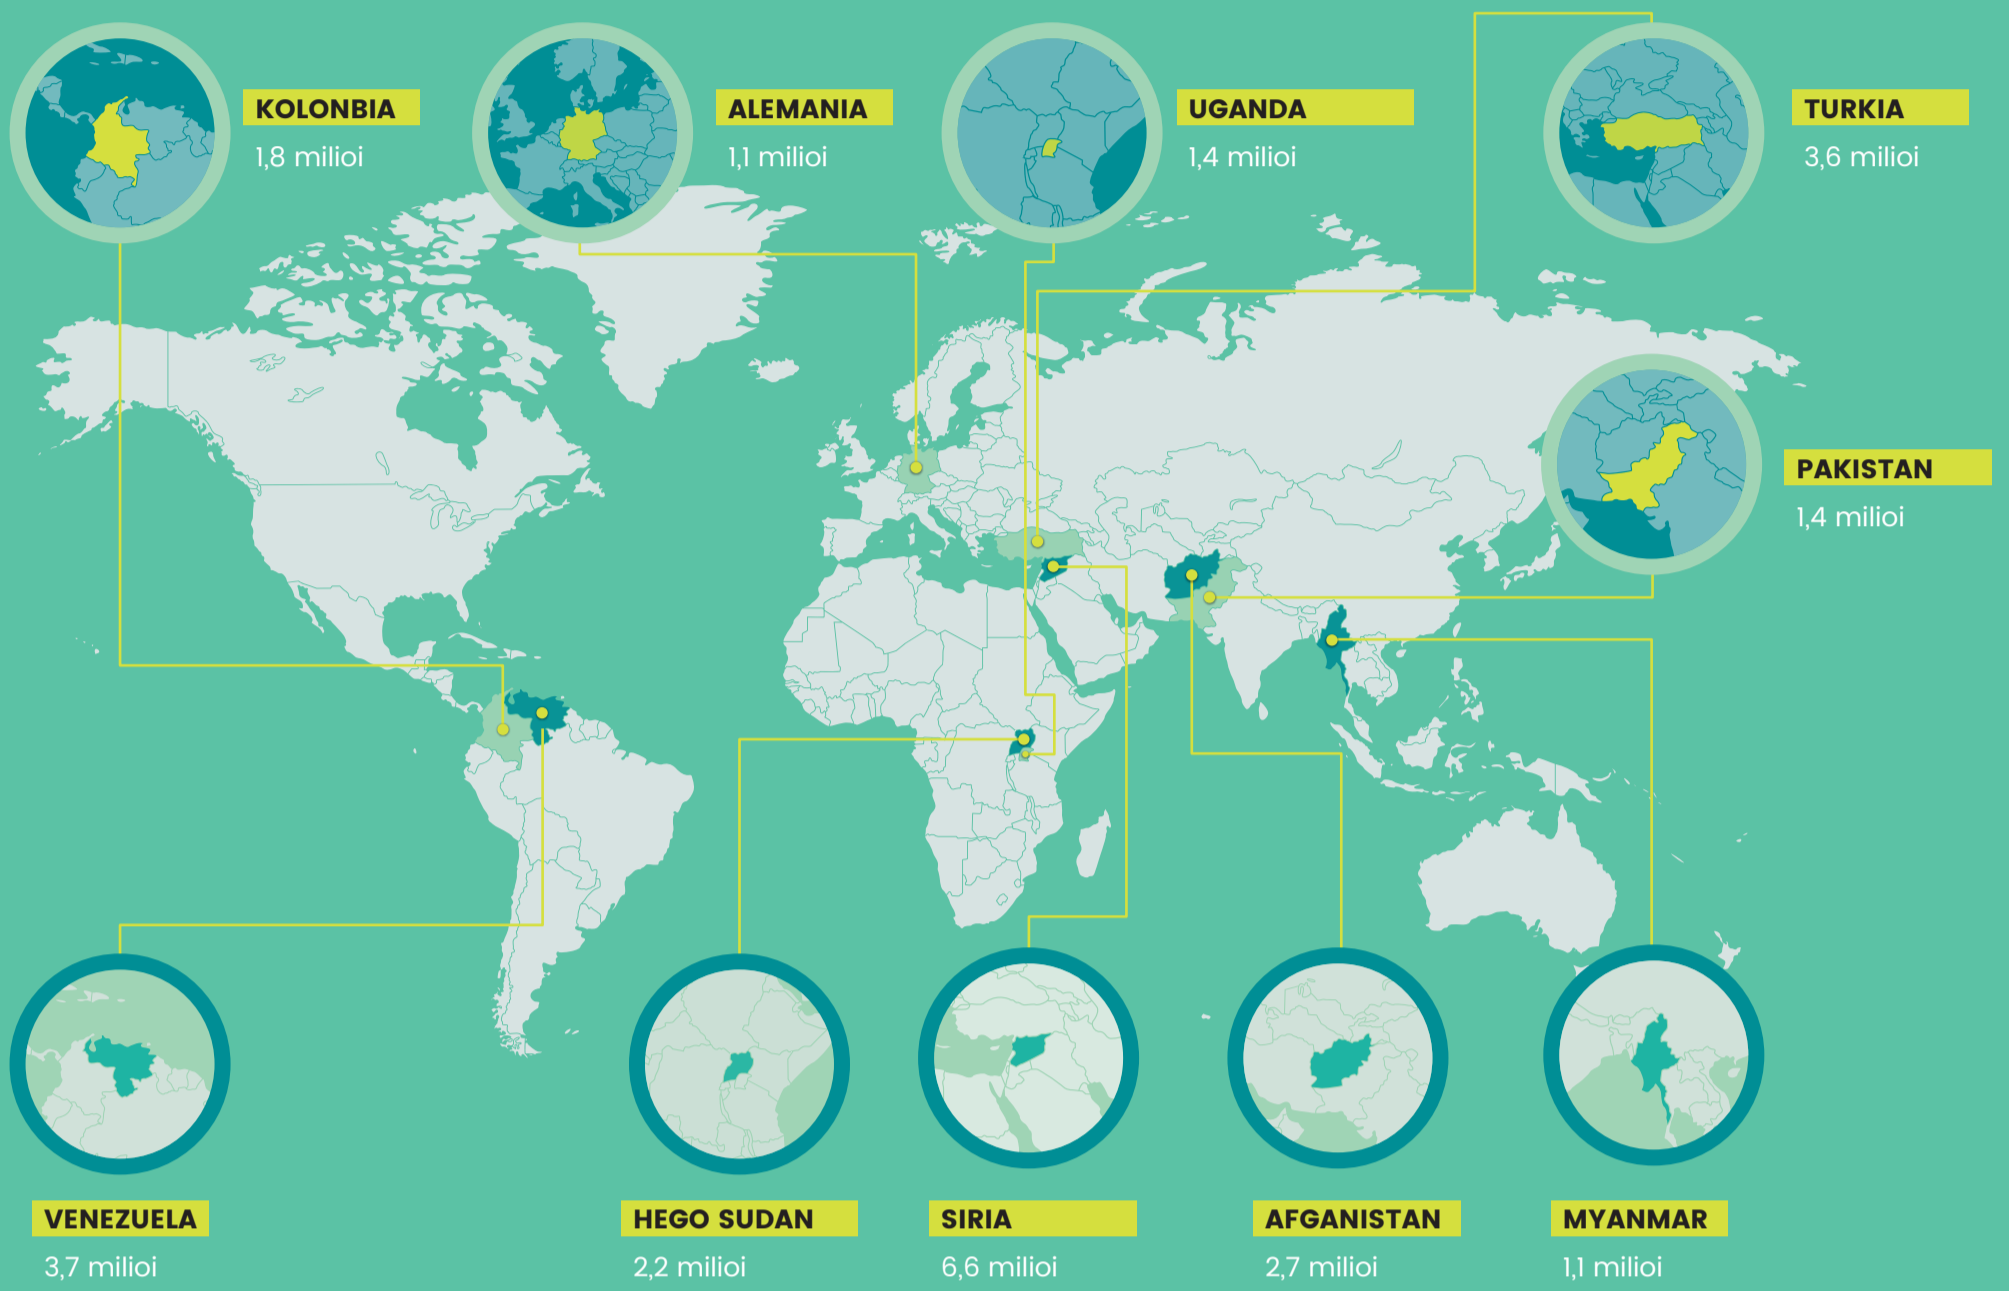 KOLONBIA
1,8 milioi
ALEMANIA
1,1 milioi
UGANDA
1,4 milioi
TURKIA
3,6 milioi
PAKISTAN
1,4 milioi
VENEZUELA
3,7 milioi
HEGO SUDAN
2,2 milioi
SIRIA
6,6 milioi
AFGANISTAN
2,7 milioi
MYANMAR
1,1 milioi